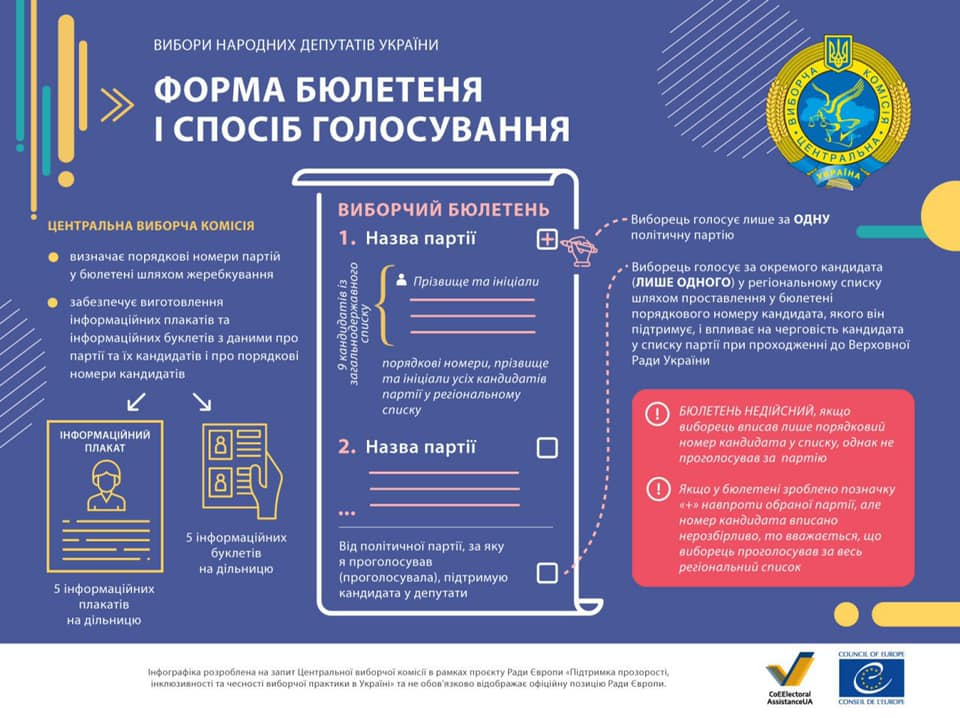 ВИБОРИ НАРОДНИХ ДЕПУТАТІВ УКРАЇНИ
ФОРМА БЮЛЕТЕНЯ
І СПОСІБ ГОЛОСУВАННЯ
ВИБОРЧА КОМІСІЯ
ЦЕНТРАЛЬНА
УКРАЇНА
ЦЕНТРАЛЬНА ВИБОРЧА КОМІСІЯ
визначає порядкові номери партій
у бюлетені шляхом жеребкування
забезпечує виготовлення
інформаційних плакатів та
інформаційних буклетів з даними про
партії та їх кандидатів і про порядкові
номери кандидатів
ІНФОРМАЦІЙНИЙ
ПЛАКАТ
5 інформаційних
плакатів
на дільницю
5 інформаційних
буклетів
на дільницю
ВИБОРЧИЙ БЮЛЕТЕНЬ
1. Назва партії
9 кандидатів із
загальнодержавного
списку
Прізвище та ініціали
порядкові номери, прізвище
та ініціали усіх кандидатів
партії у регіональному
списку
2. Назва партії
...
Від політичної партії, за яку
я проголосував
(проголосувала), підтримую
кандидата у депутати
Виборець голосує лише за ОДНУ
політичну партію
Виборець голосує за окремого кандидата
(ЛИШЕ ОДНОГО) у регіональному списку
шляхом проставлення у бюлетені
порядкового номеру кандидата, якого він
підтримує, і впливає на черговість кандидата
у списку партії при проходженні до Верховної
Ради України
! БЮЛЕТЕНЬ НЕДІЙСНИЙ, якщо
виборець вписав лише порядковий
номер кандидата у списку, однак не
проголосував за партію
! Якщо у бюлетені зроблено позначку
«+» навпроти обраної партії, але
номер кандидата вписано
нерозбірливо, то вважається, що
виборець проголосував за весь
регіональний список
Інфографіка розроблена на запит Центральної виборчої комісії в рамках проєкту Ради Європи «Підтримка прозорості,
інклюзивності та чесності виборчої практики в Україні» та не обов'язково відображає офіційну позицію Ради Європи.
CoEElectoral
AssistanceUA
COUNCIL OF EUROPE
CONSEIL DE L'EUROPE